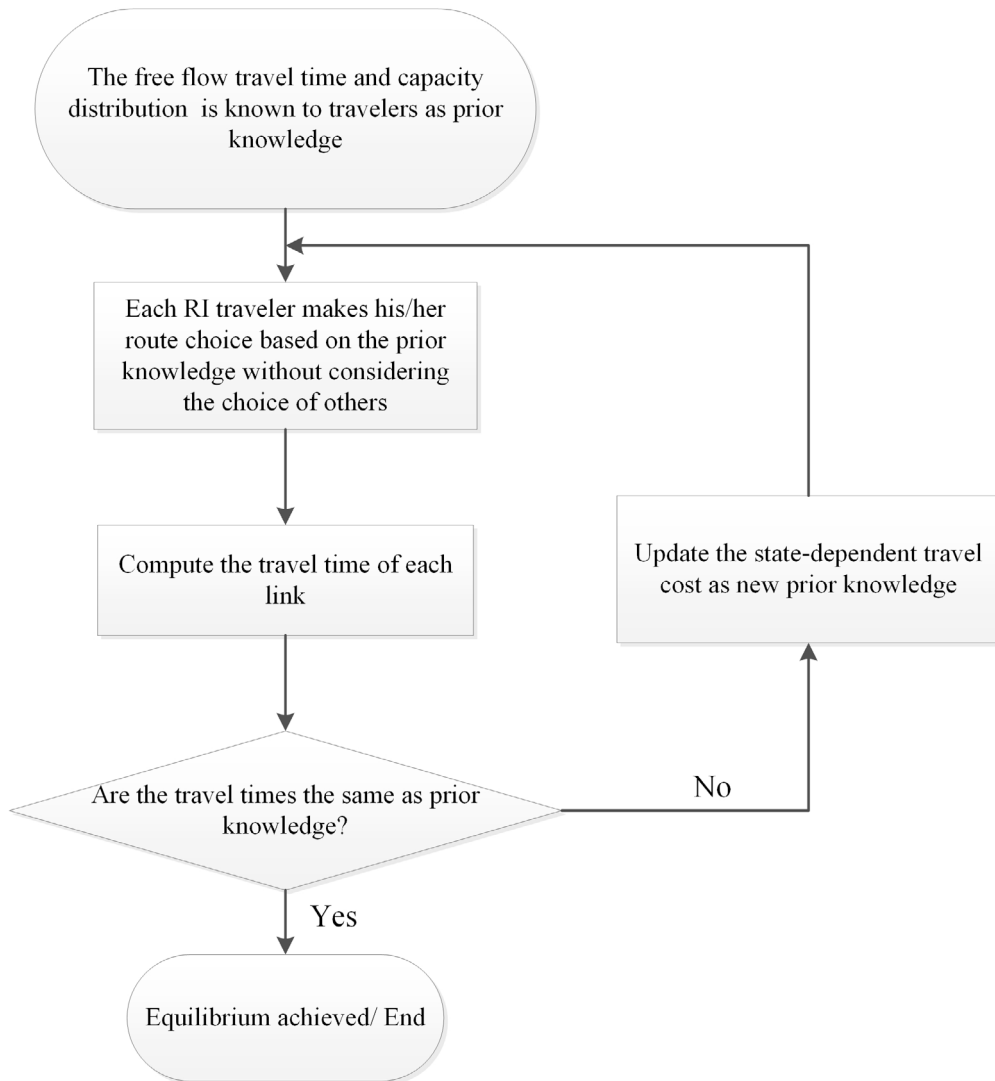 The free flow travel time and capacity
distribution is known to travelers as prior
knowledge
Each RI traveler makes his/her
route choice based on the prior
knowledge without considering
the choice of others
Compute the travel time of each
link
Update the state-dependent travel
cost as new prior knowledge
Are the travel times the same as prior
knowledge?
No
Yes
Equilibrium achieved/ End